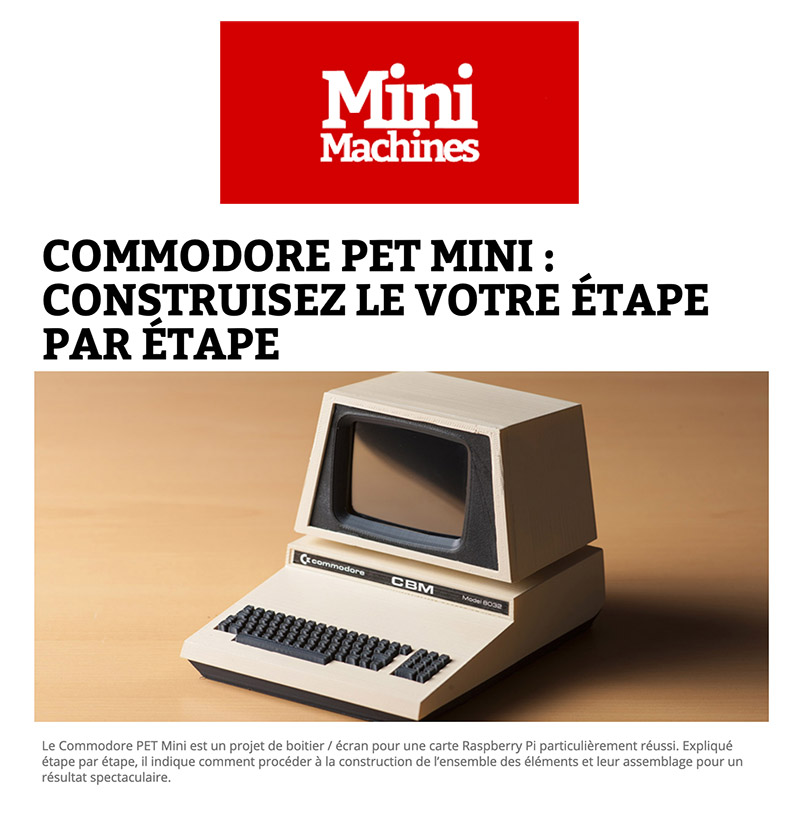 Mini
Machines
COMMODORE PET MINI :
CONSTRUISEZ LE VOTRE ÉTAPE
PAR ÉTAPE
commodore
CBM
Model 8032
Le Commodore PET Mini est un projet de boitier / écran pour une carte Raspberry Pi particulièrement réussi. Expliqué
étape par étape, il indique comment procéder à la construction de l’ensemble des éléments et leur assemblage pour un
résultat spectaculaire.